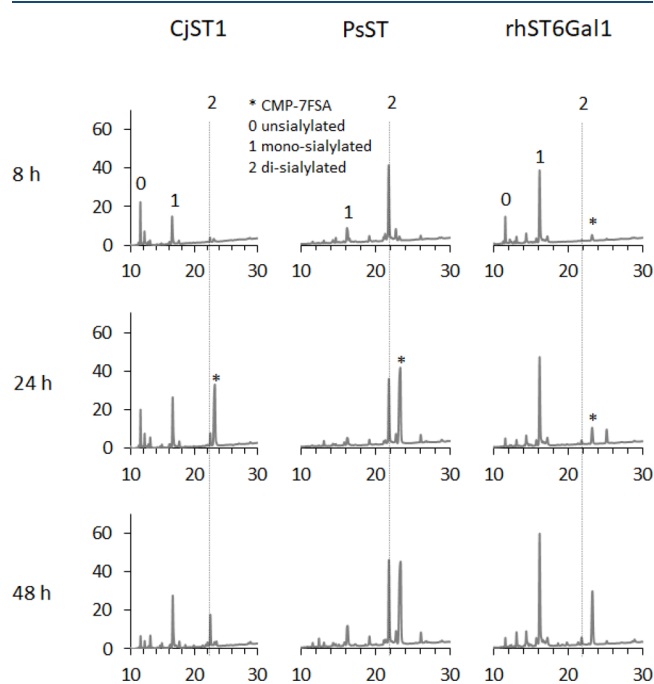 CjST1 PsST rhST6Gal1
2 * CMP-7FSA 2 2
0 unsialylated
1 mono-sialylated
2 di-sialylated
8 h
60
40
20
0
0 1 1 0 1 *
10 20 30 10 20 30 10 20 30
24 h
60
40
20
0
* * *
10 20 30 10 20 30 10 20 30
48 h
60
40
20
0
10 20 30 10 20 30 10 20 30